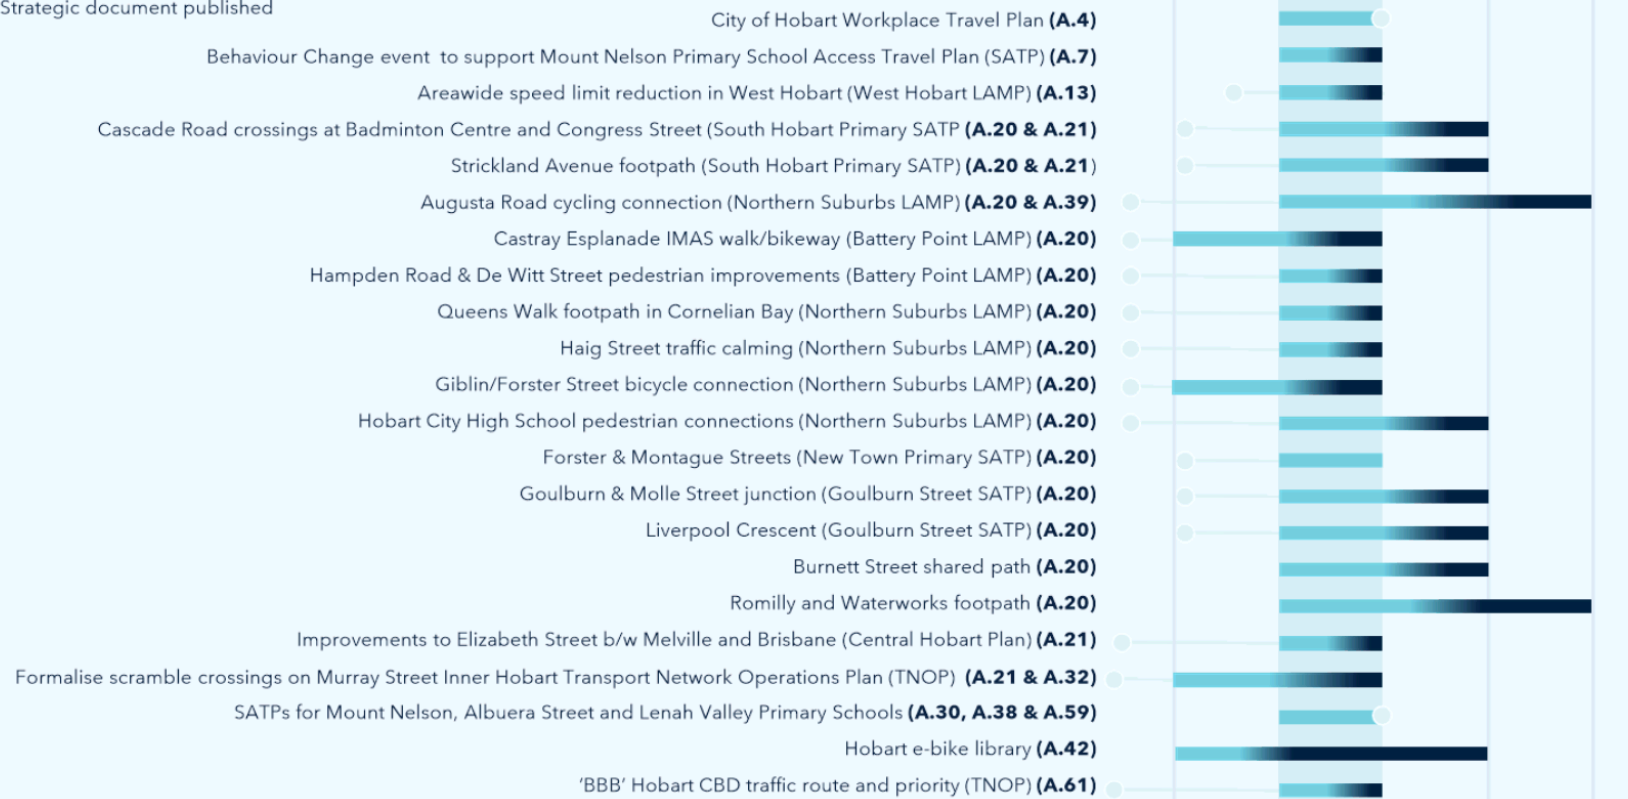 Strategic document published
City of Hobart Workplace Travel Plan (A.4)
Behaviour Change event  to support Mount Nelson Primary School Access Travel Plan (SATP) (A.7)
Areawide speed limit reduction in West Hobart (West Hobart LAMP) (A.13)
Cascade Road crossings at Badminton Centre and Congress Street (South Hobart Primary SATP (A.20 & A.21)
Strickland Avenue footpath (South Hobart Primary SATP) (A.20 & A.21)
Augusta Road cycling connection (Northern Suburbs LAMP) (A.20 & A.39)
Castray Esplanade IMAS walk/bikeway (Battery Point LAMP) (A.20)
Hampden Road & De Witt Street pedestrian improvements (Battery Point LAMP) (A.20)
Queens Walk footpath in Cornelian Bay (Northern Suburbs LAMP) (A.20)
Haig Street traffic calming (Northern Suburbs LAMP) (A.20)
Giblin/Forster Street bicycle connection (Northern Suburbs LAMP) (A.20)
Hobart City High School pedestrian connections (Northern Suburbs LAMP) (A.20)
Forster & Montague Streets (New Town Primary SATP) (A.20)
Goulburn & Molle Street junction (Goulburn Street SATP) (A.20)
Liverpool Crescent (Goulburn Street SATP) (A.20)
Burnett Street shared path (A.20)
Romilly and Waterworks footpath (A.20)
Improvements to Elizabeth Street b/w Melville and Brisbane (Central Hobart Plan) (A.21)
Formalise scramble crossings on Murray Street Inner Hobart Transport Network Operations Plan (TNOP)  (A.21 & A.32)
SATPs for Mount Nelson, Albuera Street and Lenah Valley Primary Schools (A.30, A.38 & A.59)
Hobart e-bike library (A.42)
‘BBB’ Hobart CBD traffic route and priority (TNOP) (A.61)